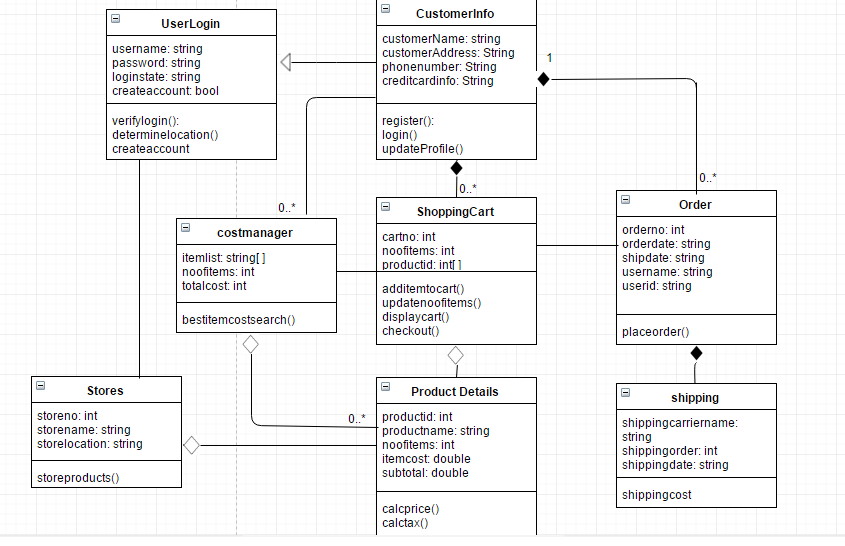 UserLogin
username: string
password: string
loginstate: string
createaccount: bool
verifylogin():
determinelocation()
createaccount
CustomerInfo
customerName: string
customerAddress: String
phonenumber: String
creditcardinfo: String
register():
login()
updateProfile()
1
0..*
0..*
0..*
costmanager
itemlist: string[ ]
noofitems: int
totalcost: int
bestitemcostsearch()
ShoppingCart
cartno: int
noofitems: int
productid: int[ ]
additemtocart()
updatenoofitems()
displaycart()
checkout()
Order
orderno: int
orderdate: string
shipdate: string
username: string
userid: string
placeorder()
Stores
storeno: int
storename: string
storelocation: string
storeproducts()
0..*
Product Details
productid: int
productname: string
noofitems: int
itemcost: double
subtotal: double
calcprice()
calctax()
shipping
shippingcarriername:
string
shippingorder: int
shippingdate: string
shippingcost